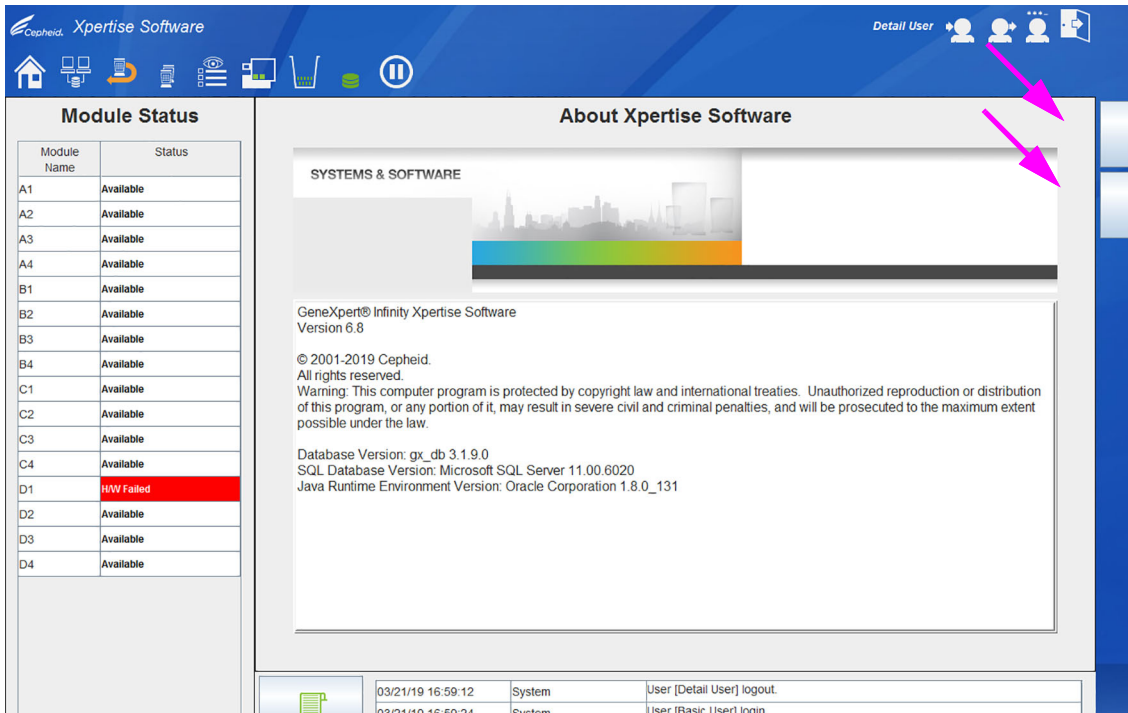 Cepheid. Xpertise Software
Detail User
Module Status
Module Name
Status
A1 Available
A2 Available
A3 Available
A4 Available
B1 Available
B2 Available
B3 Available
B4 Available
C1 Available
C2 Available
C3 Available
C4 Available
D1 H/W Failed
D2 Available
D3 Available
D4 Available
About Xpertise Software
SYSTEMS & SOFTWARE
GeneXpert® Infinity Xpertise Software
Version 6.8
© 2001-2019 Cepheid.
All rights reserved.
Warning: This computer program is protected by copyright law and international treaties. Unauthorized reproduction or distribution
of this program, or any portion of it, may result in severe civil and criminal penalties, and will be prosecuted to the maximum extent
possible under the law.
Database Version: gx_db 3.1.9.0
SQL Database Version: Microsoft SQL Server 11.00.6020
Java Runtime Environment Version: Oracle Corporation 1.8.0_131
03/21/19 16:59:12 System User [Detail User] logout.
03/21/19 16:59:24 System User [Basic User] login